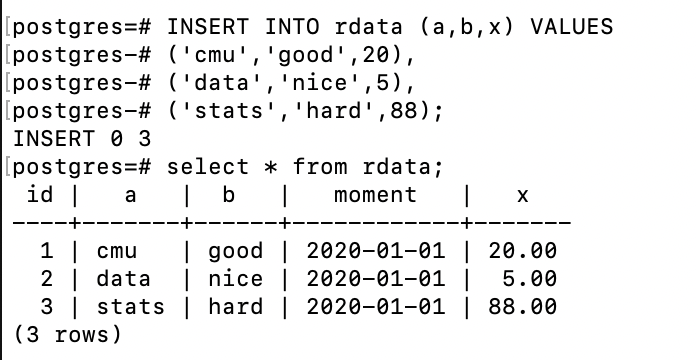 [postgres=# INSERT INTO rdata (a,b,x) VALUES
[postgres-# ('cmu','good',20),
[postgres-# ('data','nice',5),
[postgres-# ('stats','hard',88);
INSERT 0 3
[postgres=# select * from rdata;
 id |   a   |  b   |   moment   |   x
----+-------+------+------------+-------
  1 | cmu   | good | 2020-01-01 | 20.00
  2 | data  | nice | 2020-01-01 |  5.00
  3 | stats | hard | 2020-01-01 | 88.00
(3 rows)